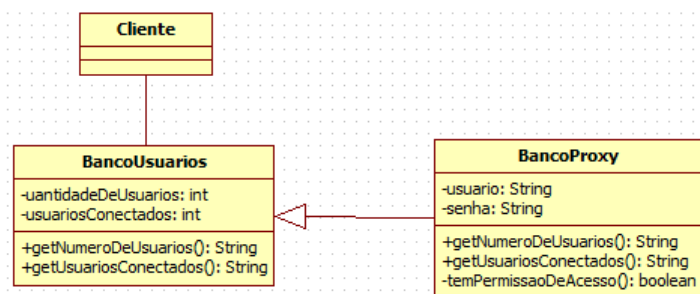 Cliente
BancoUsuarios
-uantidadeDeUsuarios: int
-usuariosConectados: int
+getNumeroDeUsuarios(): String
+getUsuariosConectados(): String
BancoProxy
-usuario: String
-senha: String
+getNumeroDeUsuarios(): String
+getUsuariosConectados(): String
-temPermissaoDeAcesso(): boolean